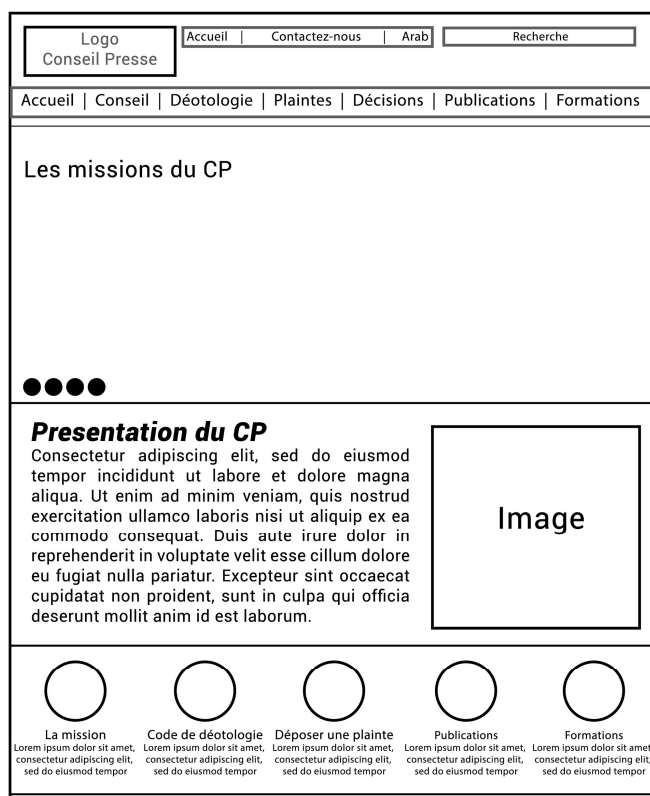 Logo
Conseil Presse
Accueil | Contactez-nous | Arab
Recherche
Accueil | Conseil | Déotologie | Plaintes | Décisions | Publications | Formations
Les missions du CP
Presentation du CP
Consectetur adipiscing elit, sed do eiusmod
tempor incididunt ut labore et dolore magna
aliqua. Ut enim ad minim veniam, quis nostrud
exercitation ullamco laboris nisi ut aliquip ex ea
commodo consequat. Duis aute irure dolor in
reprehenderit in voluptate velit esse cillum dolore
eu fugiat nulla pariatur. Excepteur sint occaecat
cupidatat non proident, sunt in culpa qui officia
deserunt mollit anim id est laborum.
Image
La mission
Lorem ipsum dolor sit amet,
consectetur adipiscing elit,
sed do eiusmod tempor
Code de déotologie
Lorem ipsum dolor sit amet,
consectetur adipiscing elit,
sed do eiusmod tempor
Déposer une plainte
Lorem ipsum dolor sit amet,
consectetur adipiscing elit,
sed do eiusmod tempor
Publications
Lorem ipsum dolor sit amet,
consectetur adipiscing elit,
sed do eiusmod tempor
Formations
Lorem ipsum dolor sit amet
consectetur adipiscing elit,
sed do eiusmod tempor